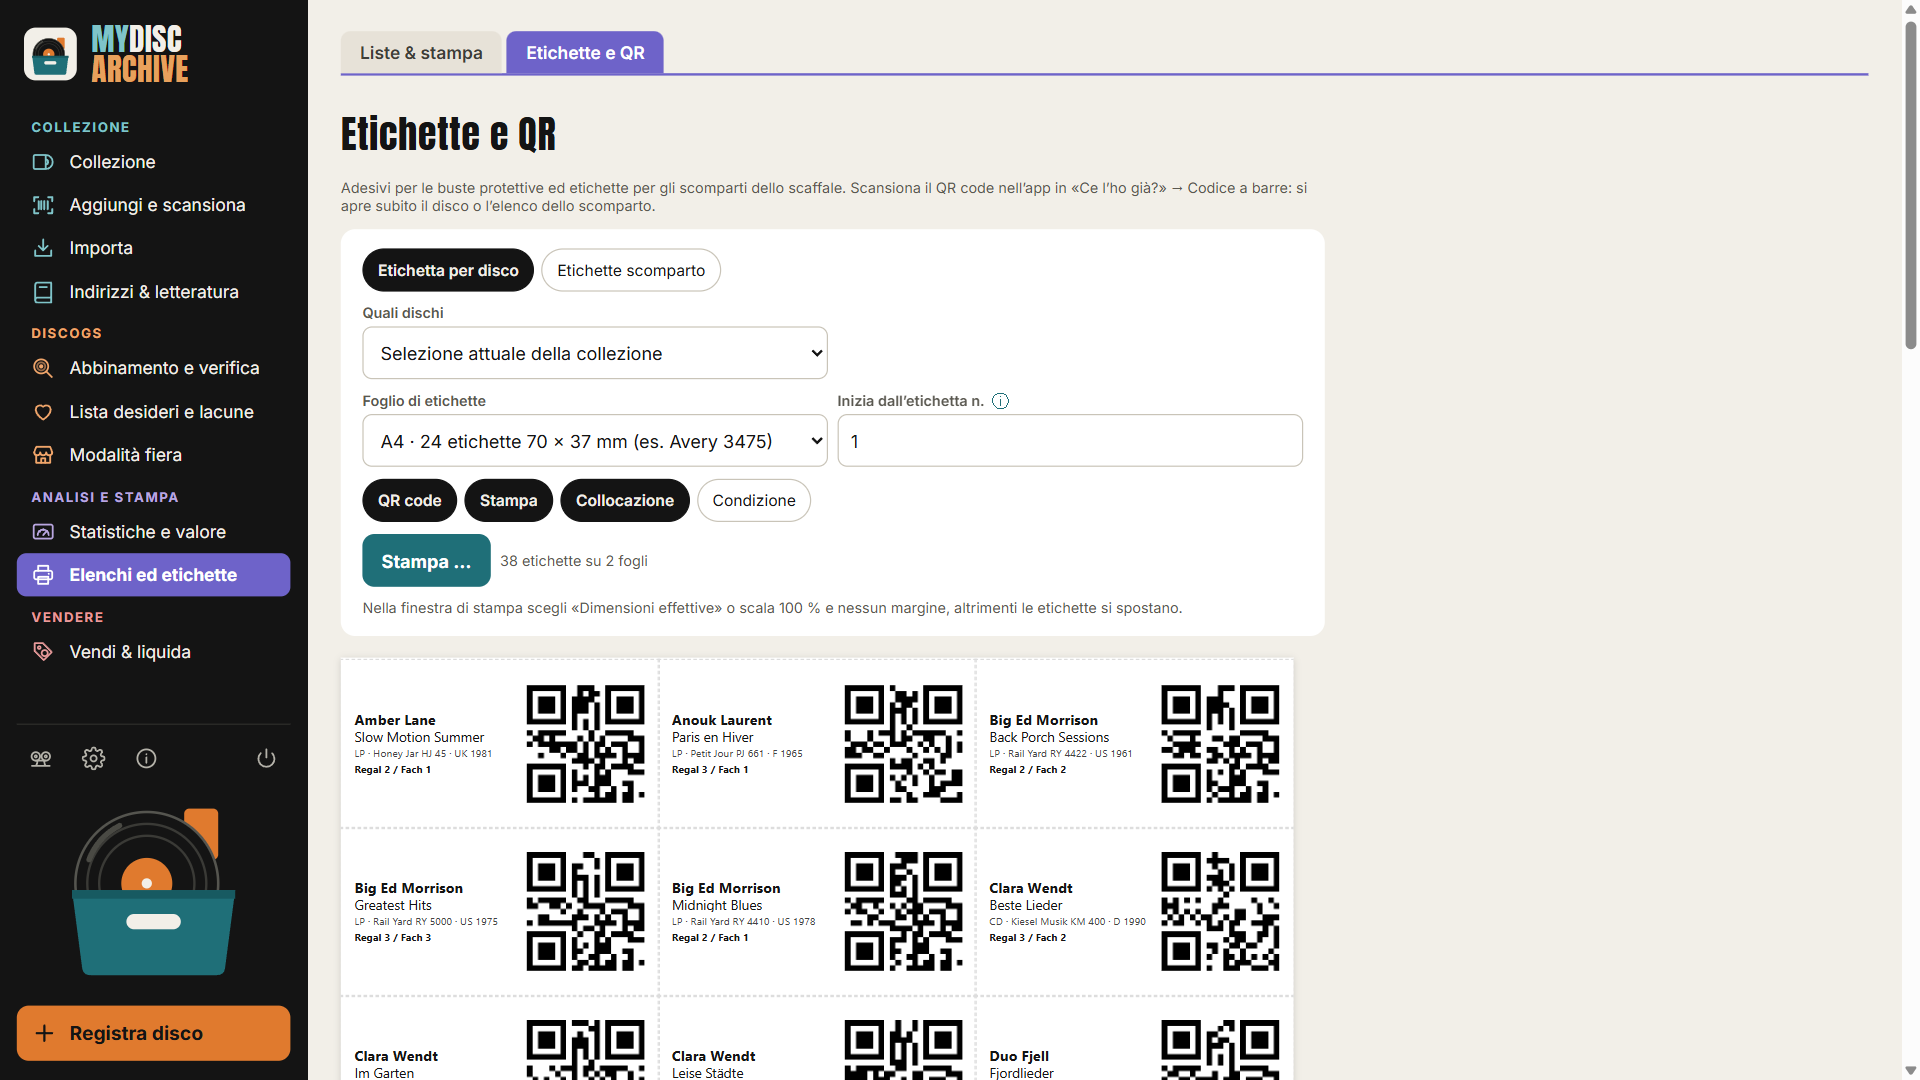 MYDISC
ARCHIVE
COLLEZIONE
Collezione
Aggiungi e scansiona
Importa
Indirizzi & letteratura
DISCOGS
Abbinamento e verifica
Lista desideri e lacune
Modalità fiera
ANALISI E STAMPA
Statistiche e valore
Elenchi ed etichette
VENDERE
Vendi & liquida
Registra disco
Liste & stampa
Etichette e QR
Etichette e QR
Adesivi per le buste protettive ed etichette per gli scomparti dello scaffale. Scansiona il QR code nell’app in «Ce l’ho già?» → Codice a barre: si
apre subito il disco o l’elenco dello scomparto.
Etichetta per disco
Etichette scomparto
Quali dischi
Selezione attuale della collezione
Foglio di etichette
Inizia dall’etichetta n.
A4 · 24 etichette 70 × 37 mm (es. Avery 3475)
1
QR code
Stampa
Collocazione
Condizione
Stampa ...
38 etichette su 2 fogli
Nella finestra di stampa scegli «Dimensioni effettive» o scala 100 % e nessun margine, altrimenti le etichette si spostano.
Amber Lane
Slow Motion Summer
LP · Honey Jar HJ 45 · UK 1981
Regal 2 / Fach 1
Anouk Laurent
Paris en Hiver
LP · Petit Jour PJ 661 · F 1965
Regal 3 / Fach 1
Big Ed Morrison
Back Porch Sessions
LP · Rail Yard RY 4422 · US 1961
Regal 2 / Fach 2
Big Ed Morrison
Greatest Hits
LP · Rail Yard RY 5000 · US 1975
Regal 3 / Fach 3
Big Ed Morrison
Midnight Blues
LP · Rail Yard RY 4410 · US 1978
Regal 2 / Fach 1
Clara Wendt
Beste Lieder
CD · Kiesel Musik KM 400 · D 1990
Regal 3 / Fach 2
Clara Wendt
Im Garten
Clara Wendt
Leise Städte
Duo Fjell
Fjordlieder